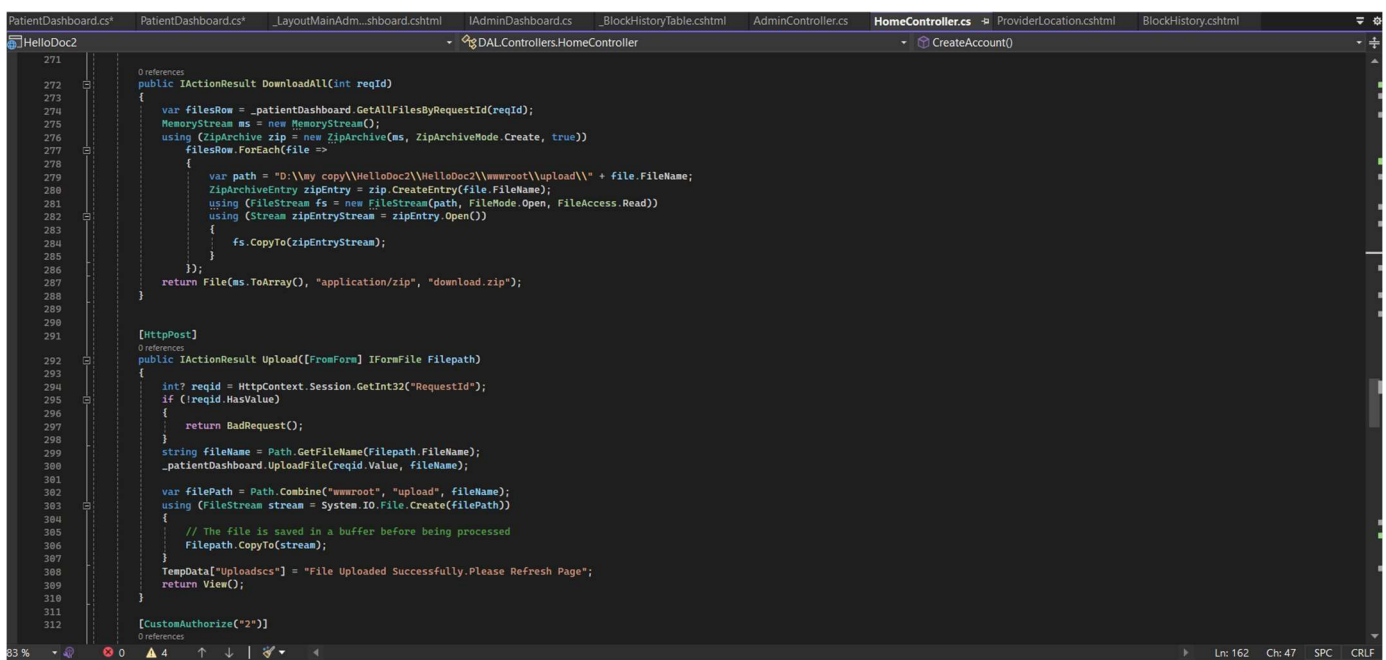 PatientDashboard.cs* PatientDashboard.cs* _LayoutMainAdm...shboard.cshtml IAdminDashboard.cs _BlockHistoryTable.cshtml AdminController.cs HomeController.cs ProviderLocation.cshtml BlockHistory.cshtml
HelloDoc2 DAL.Controllers.HomeController CreateAccount()
271
0 references
272 public IActionResult DownloadAll(int reqId)
273 {
274 var filesRow = _patientDashboard.GetAllFilesByRequestId(reqId);
275 MemoryStream ms = new MemoryStream();
276 using (ZipArchive zip = new ZipArchive(ms, ZipArchiveMode.Create, true))
277 filesRow.ForEach(file =>
278 {
279 var path = "D:\\my copy\\HelloDoc2\\HelloDoc2\\wwwroot\\upload\\" + file.FileName;
280 ZipArchiveEntry zipEntry = zip.CreateEntry(file.FileName);
281 using (FileStream fs = new FileStream(path, FileMode.Open, FileAccess.Read))
282 using (Stream zipEntryStream = zipEntry.Open())
283 {
284 fs.CopyTo(zipEntryStream);
285 }
286 });
287 return File(ms.ToArray(), "application/zip", "download.zip");
288 }
289
290
291 [HttpPost]
0 references
292 public IActionResult Upload([FromForm] IFormFile Filepath)
293 {
294 int? reqid = HttpContext.Session.GetInt32("RequestId");
295 if (!reqid.HasValue)
296 {
297 return BadRequest();
298 }
299 string fileName = Path.GetFileName(Filepath.FileName);
300 _patientDashboard.UploadFile(reqid.Value, fileName);
301
302 var filePath = Path.Combine("wwwroot", "upload", fileName);
303 using (FileStream stream = System.IO.File.Create(filePath))
304 {
305 // The file is saved in a buffer before being processed
306 Filepath.CopyTo(stream);
307 }
308 TempData["Uploadscs"] = "File Uploaded Successfully.Please Refresh Page";
309 return View();
310 }
311
312 [CustomAuthorize("2")]
0 references
83 % 0 4 Ln: 162 Ch: 47 SPC CRLF